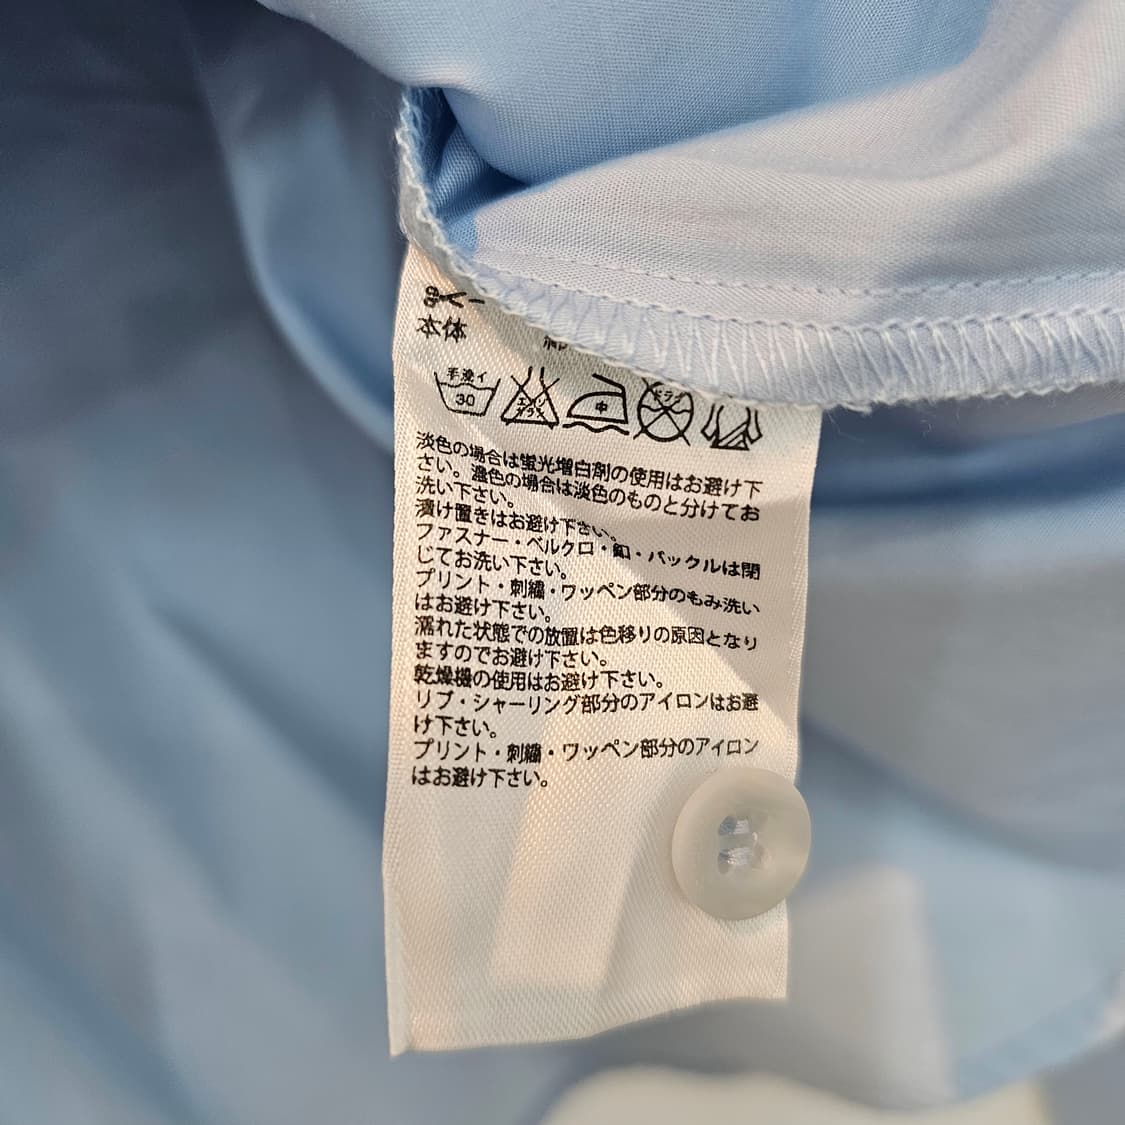 本体
手洗イ
30
エンソ
サラシ
中
ドライ
淡色の場合は蛍光増白剤の使用はお避け下
さい。濃色の場合は淡色のものと分けてお
洗い下さい。
漬け置きはお避け下さい。
ファスナー・ベルクロ・釦・バックルは閉
じてお洗い下さい。
プリント・刺繍・ワッペン部分のもみ洗い
はお避け下さい。
濡れた状態での放置は色移りの原因となり
ますのでお避け下さい。
乾燥機の使用はお避け下さい。
リブ・シャーリング部分のアイロンはお避
け下さい。
プリント・刺繍・ワッペン部分のアイロン
はお避け下さい。